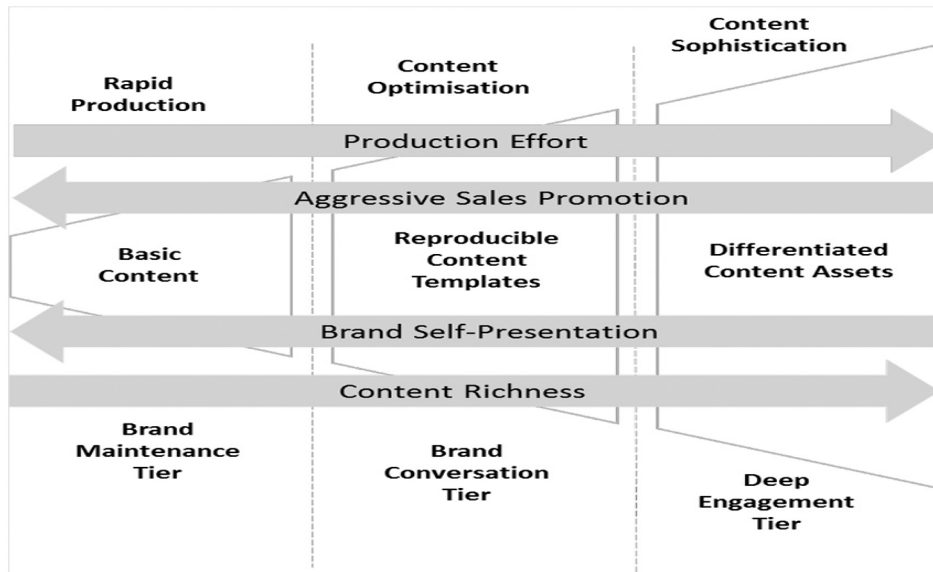 Rapid
Production
Content
Optimisation
Content
Sophistication
Production Effort
Aggressive Sales Promotion
Basic
Content
Reproducible
Content
Templates
Differentiated
Content Assets
Brand Self-Presentation
Content Richness
Brand
Maintenance
Tier
Brand
Conversation
Tier
Deep
Engagement
Tier